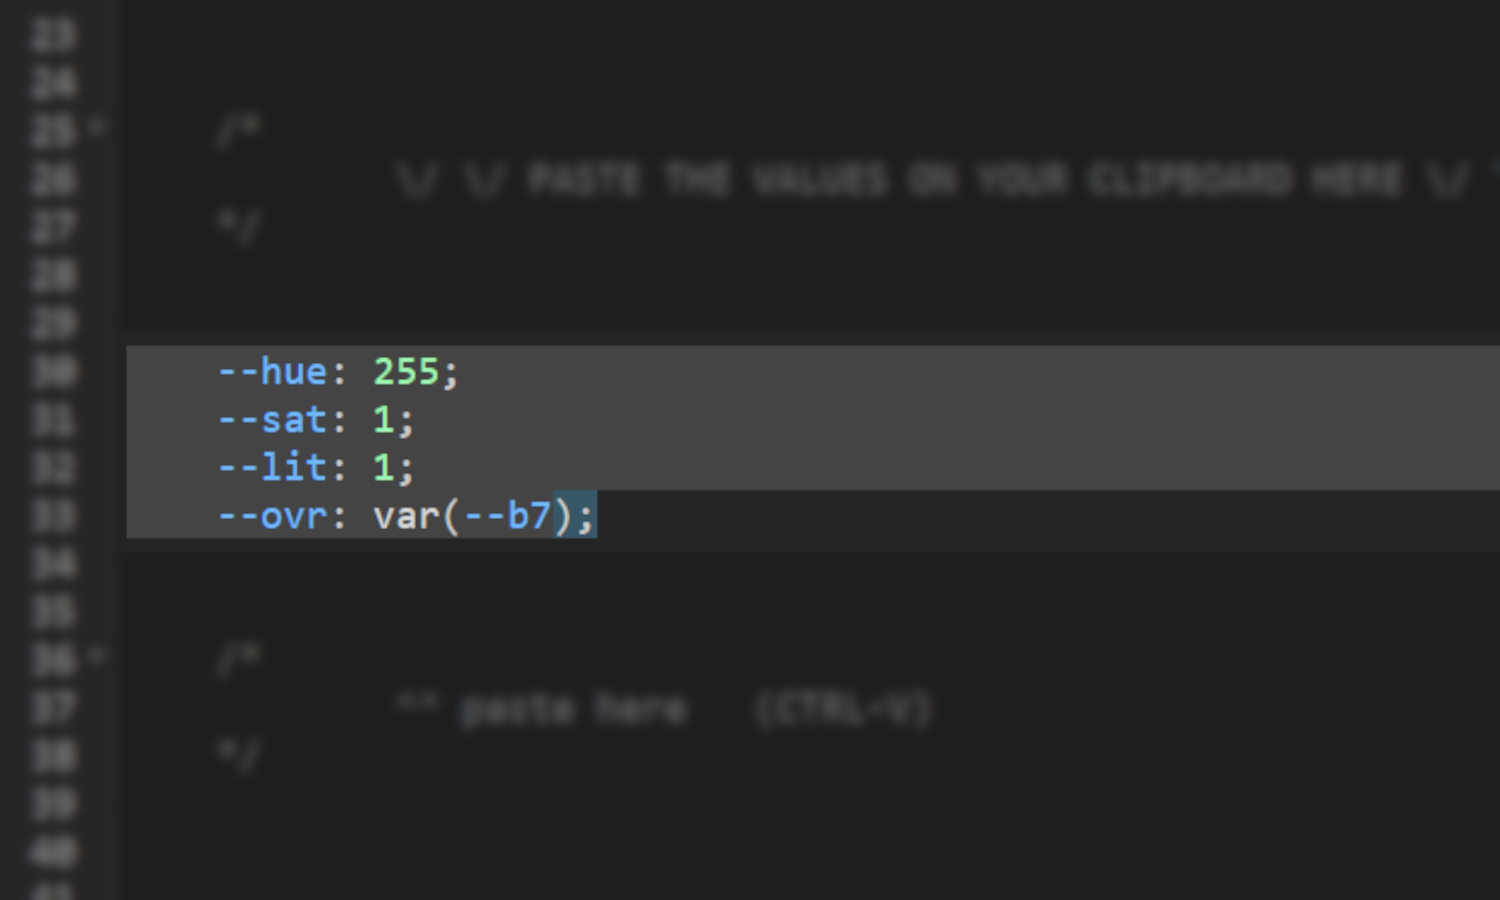 23
24
25 /*
26 \/ \/ PASTE THE VALUES ON YOUR CLIPBOARD HERE \/
27 */
28
29
30 --hue: 255;
31 --sat: 1;
32 --lit: 1;
33 --ovr: var(--b7);
34
35
36 /*
37 ^^ paste here (CTRL-V)
38 */
39
40
41